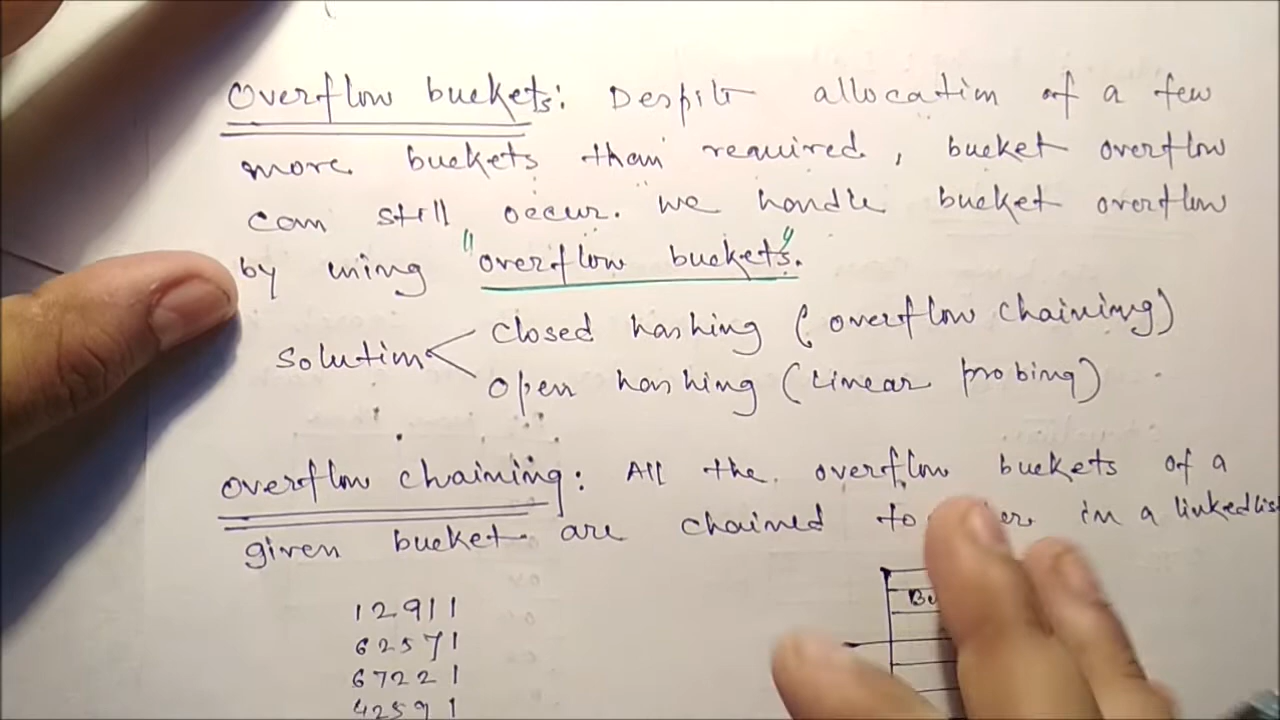 Overflow buckets: Despite allocation of a few
more buckets than required, bucket overflow
can still occur. We handle bucket overflow
by using "overflow buckets".
Solution
closed hashing (overflow chaining)
open hashing (Linear probing)
overflow chaining: All the overflow buckets of a
given bucket are chained in a linked list
12911
62571
67221
42591